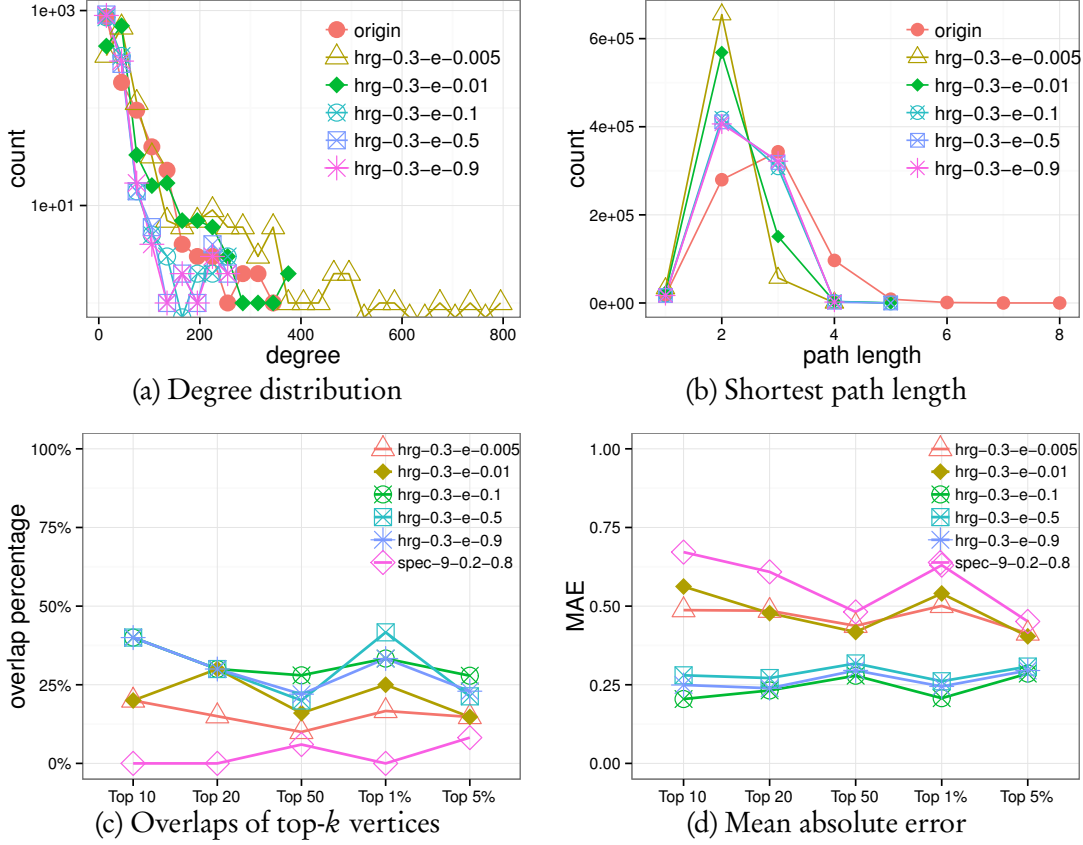 1e+03
1e+01
count
0
200
400
600
800
degree
origin
hrg-0.3-e-0.005
hrg-0.3-e-0.01
hrg-0.3-e-0.1
hrg-0.3-e-0.5
hrg-0.3-e-0.9
(a) Degree distribution
6e+05
4e+05
2e+05
0e+00
count
2
4
6
8
path length
origin
hrg-0.3-e-0.005
hrg-0.3-e-0.01
hrg-0.3-e-0.1
hrg-0.3-e-0.5
hrg-0.3-e-0.9
(b) Shortest path length
100%
75%
50%
25%
0%
overlap percentage
hrg-0.3-e-0.005
hrg-0.3-e-0.01
hrg-0.3-e-0.1
hrg-0.3-e-0.5
hrg-0.3-e-0.9
spec-9-0.2-0.8
Top 10
Top 20
Top 50
Top 1%
Top 5%
(c) Overlaps of top-k vertices
1.00
0.75
0.50
0.25
0.00
MAE
hrg-0.3-e-0.005
hrg-0.3-e-0.01
hrg-0.3-e-0.1
hrg-0.3-e-0.5
hrg-0.3-e-0.9
spec-9-0.2-0.8
Top 10
Top 20
Top 50
Top 1%
Top 5%
(d) Mean absolute error